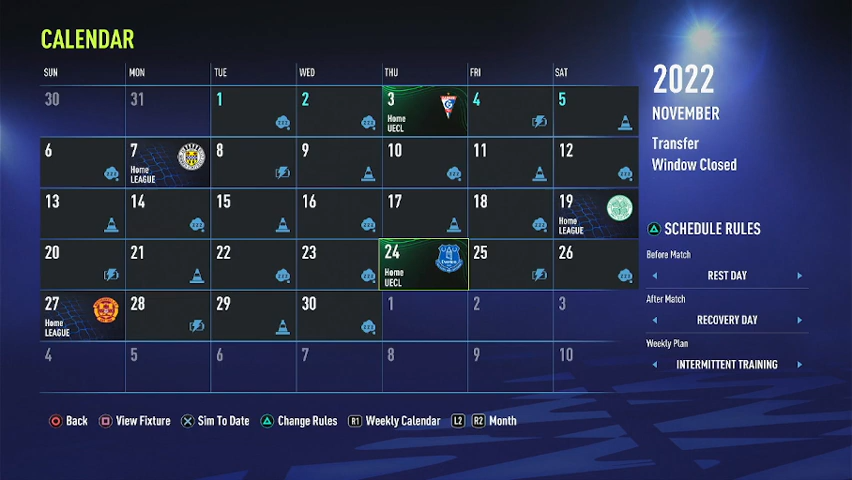 CALENDAR
SUN MON TUE WED THU FRI SAT
30 31 1 2 3 4 5
Home
UECL
6 7 8 9 10 11 12
Home
LEAGUE
13 14 15 16 17 18 19
Home
LEAGUE
20 21 22 23 24 25 26
Home
UECL
27 28 29 30 1 2 3
Home
LEAGUE
4 5 6 7 8 9 10
2022
NOVEMBER
Transfer
Window Closed
SCHEDULE RULES
Before Match
REST DAY
After Match
RECOVERY DAY
Weekly Plan
INTERMITTENT TRAINING
Back View Fixture Sim To Date Change Rules R1 Weekly Calendar L2 R2 Month